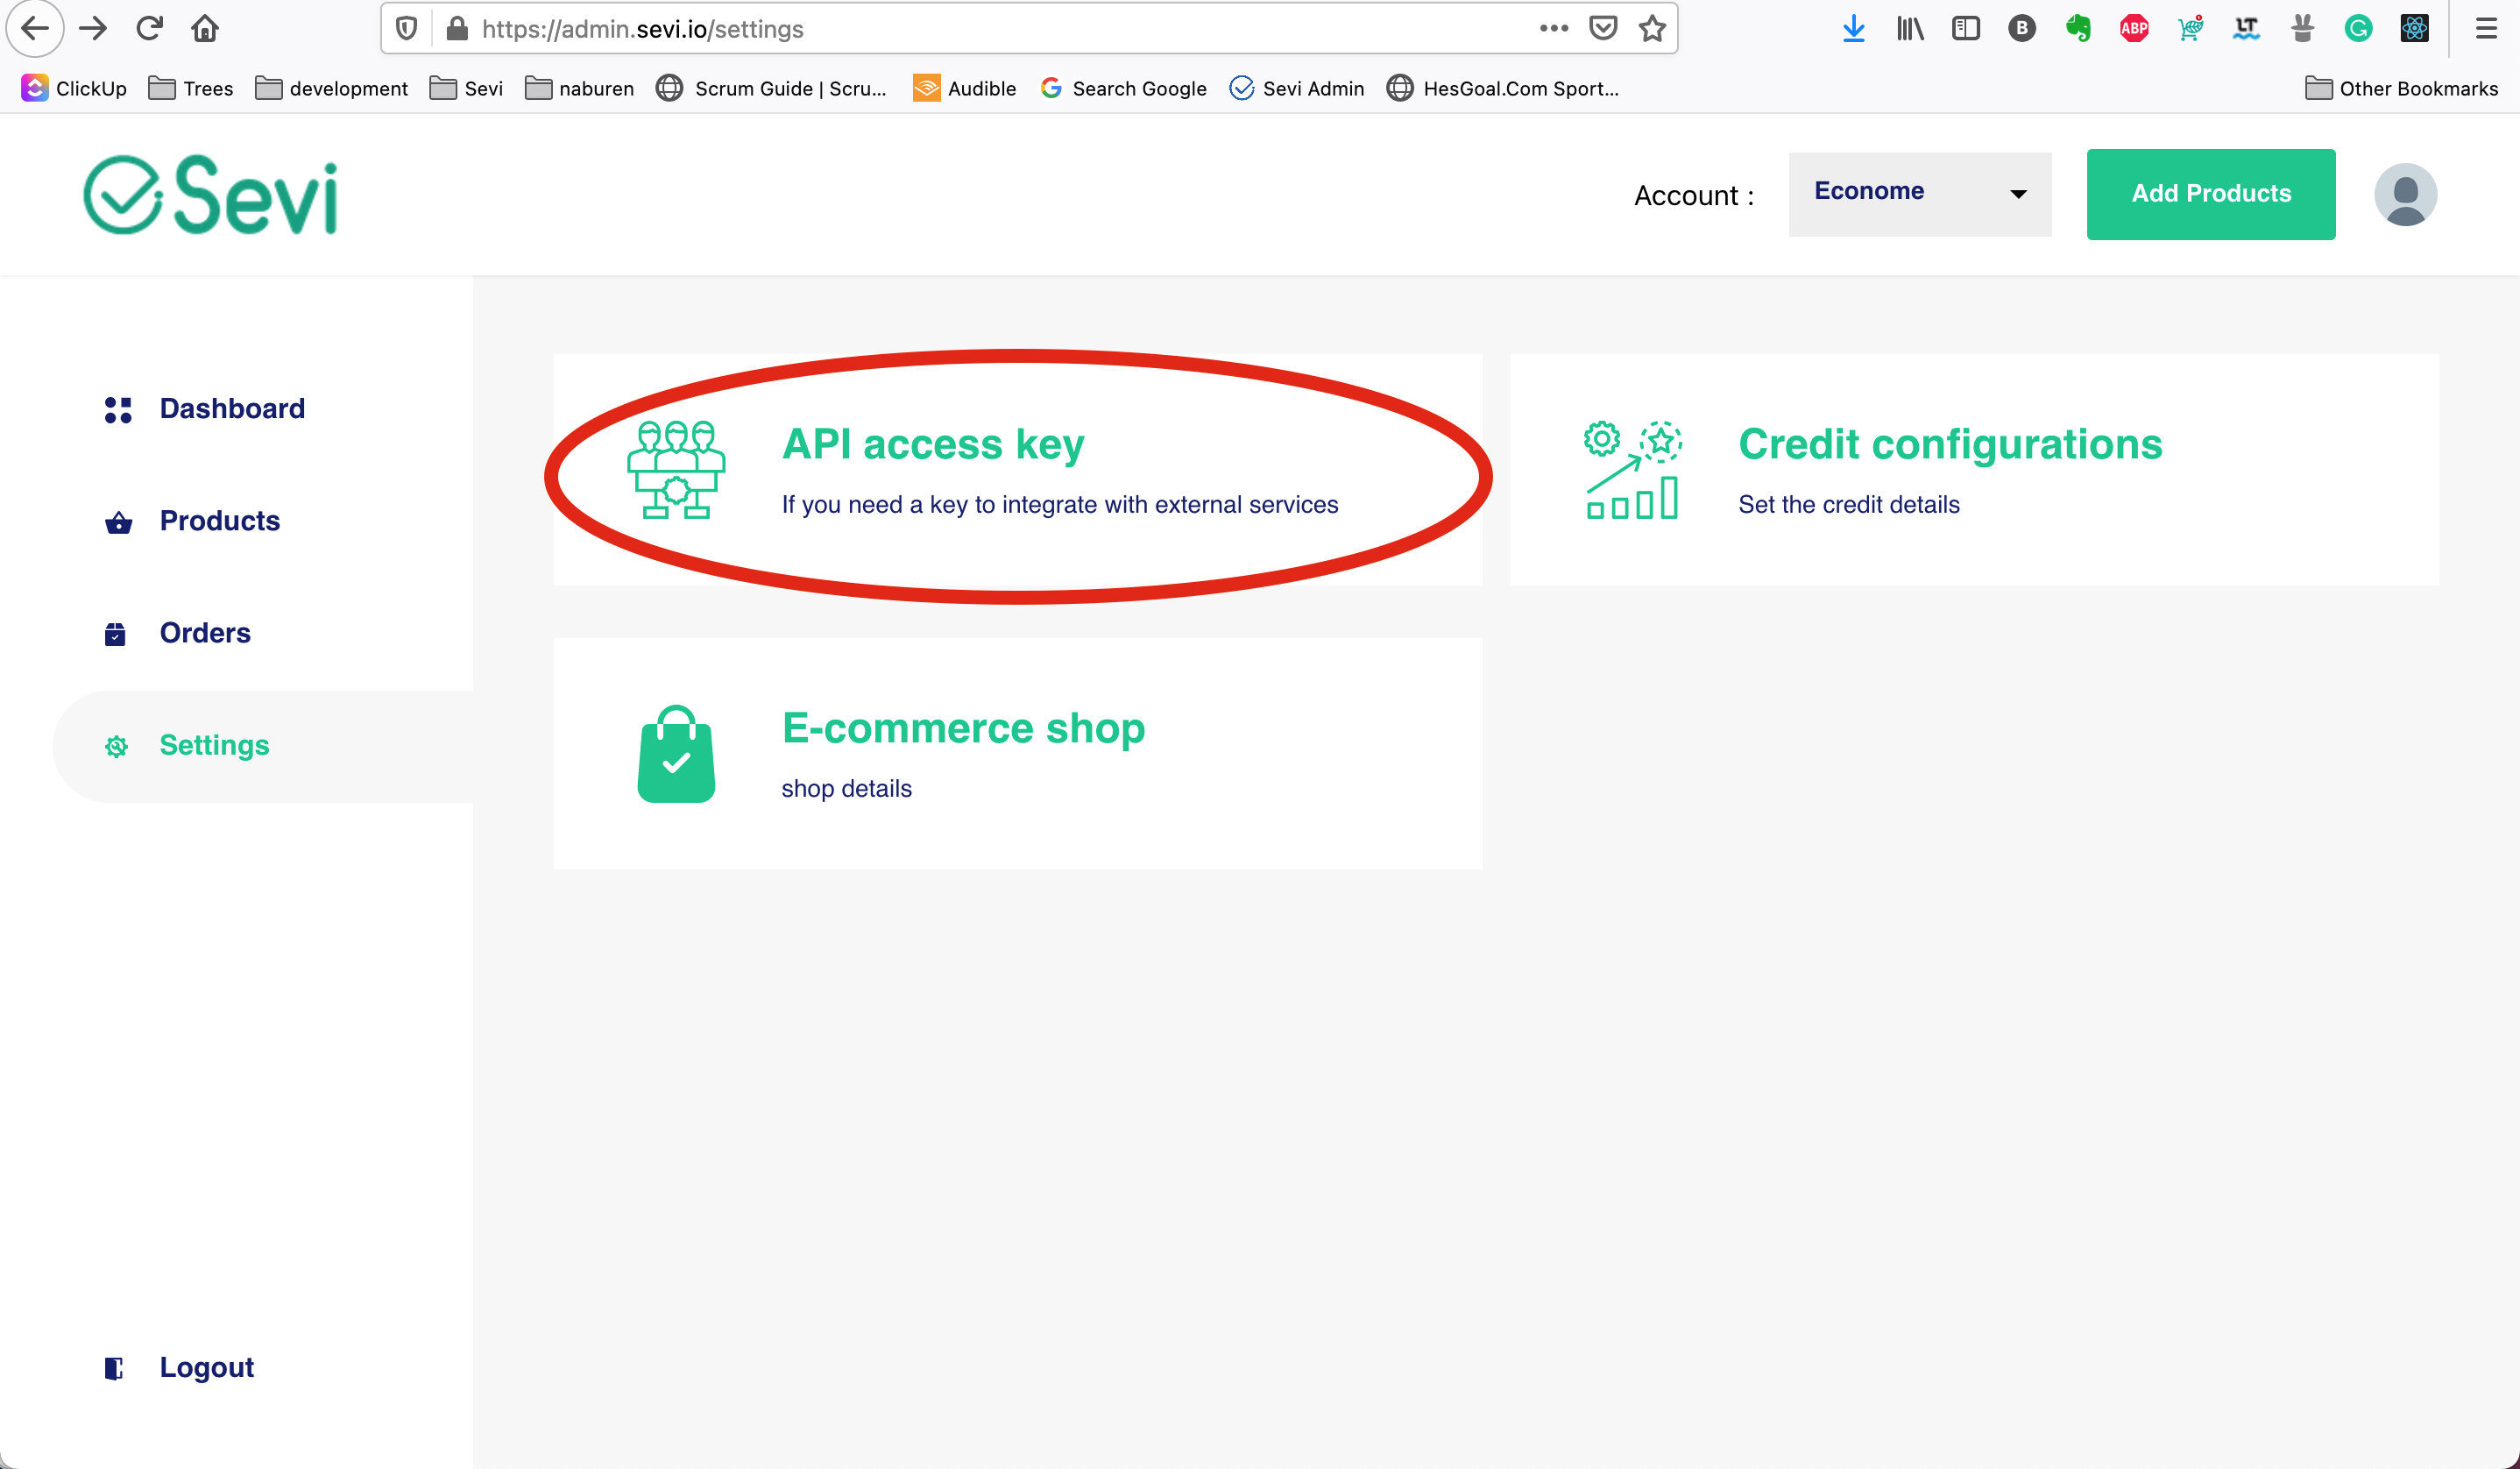 https://admin.sevi.io/settings
B
ABP
LT
G
ClickUp
Trees
development
Sevi
naburen
Scrum Guide | Scru...
Audible
G
Search Google
Sevi Admin
HesGoal.Com Sport...
Other Bookmarks
Sevi
Account :
Econome
Add Products
Dashboard
Products
Orders
Settings
Logout
API access key
If you need a key to integrate with external services
Credit configurations
Set the credit details
E-commerce shop
shop details